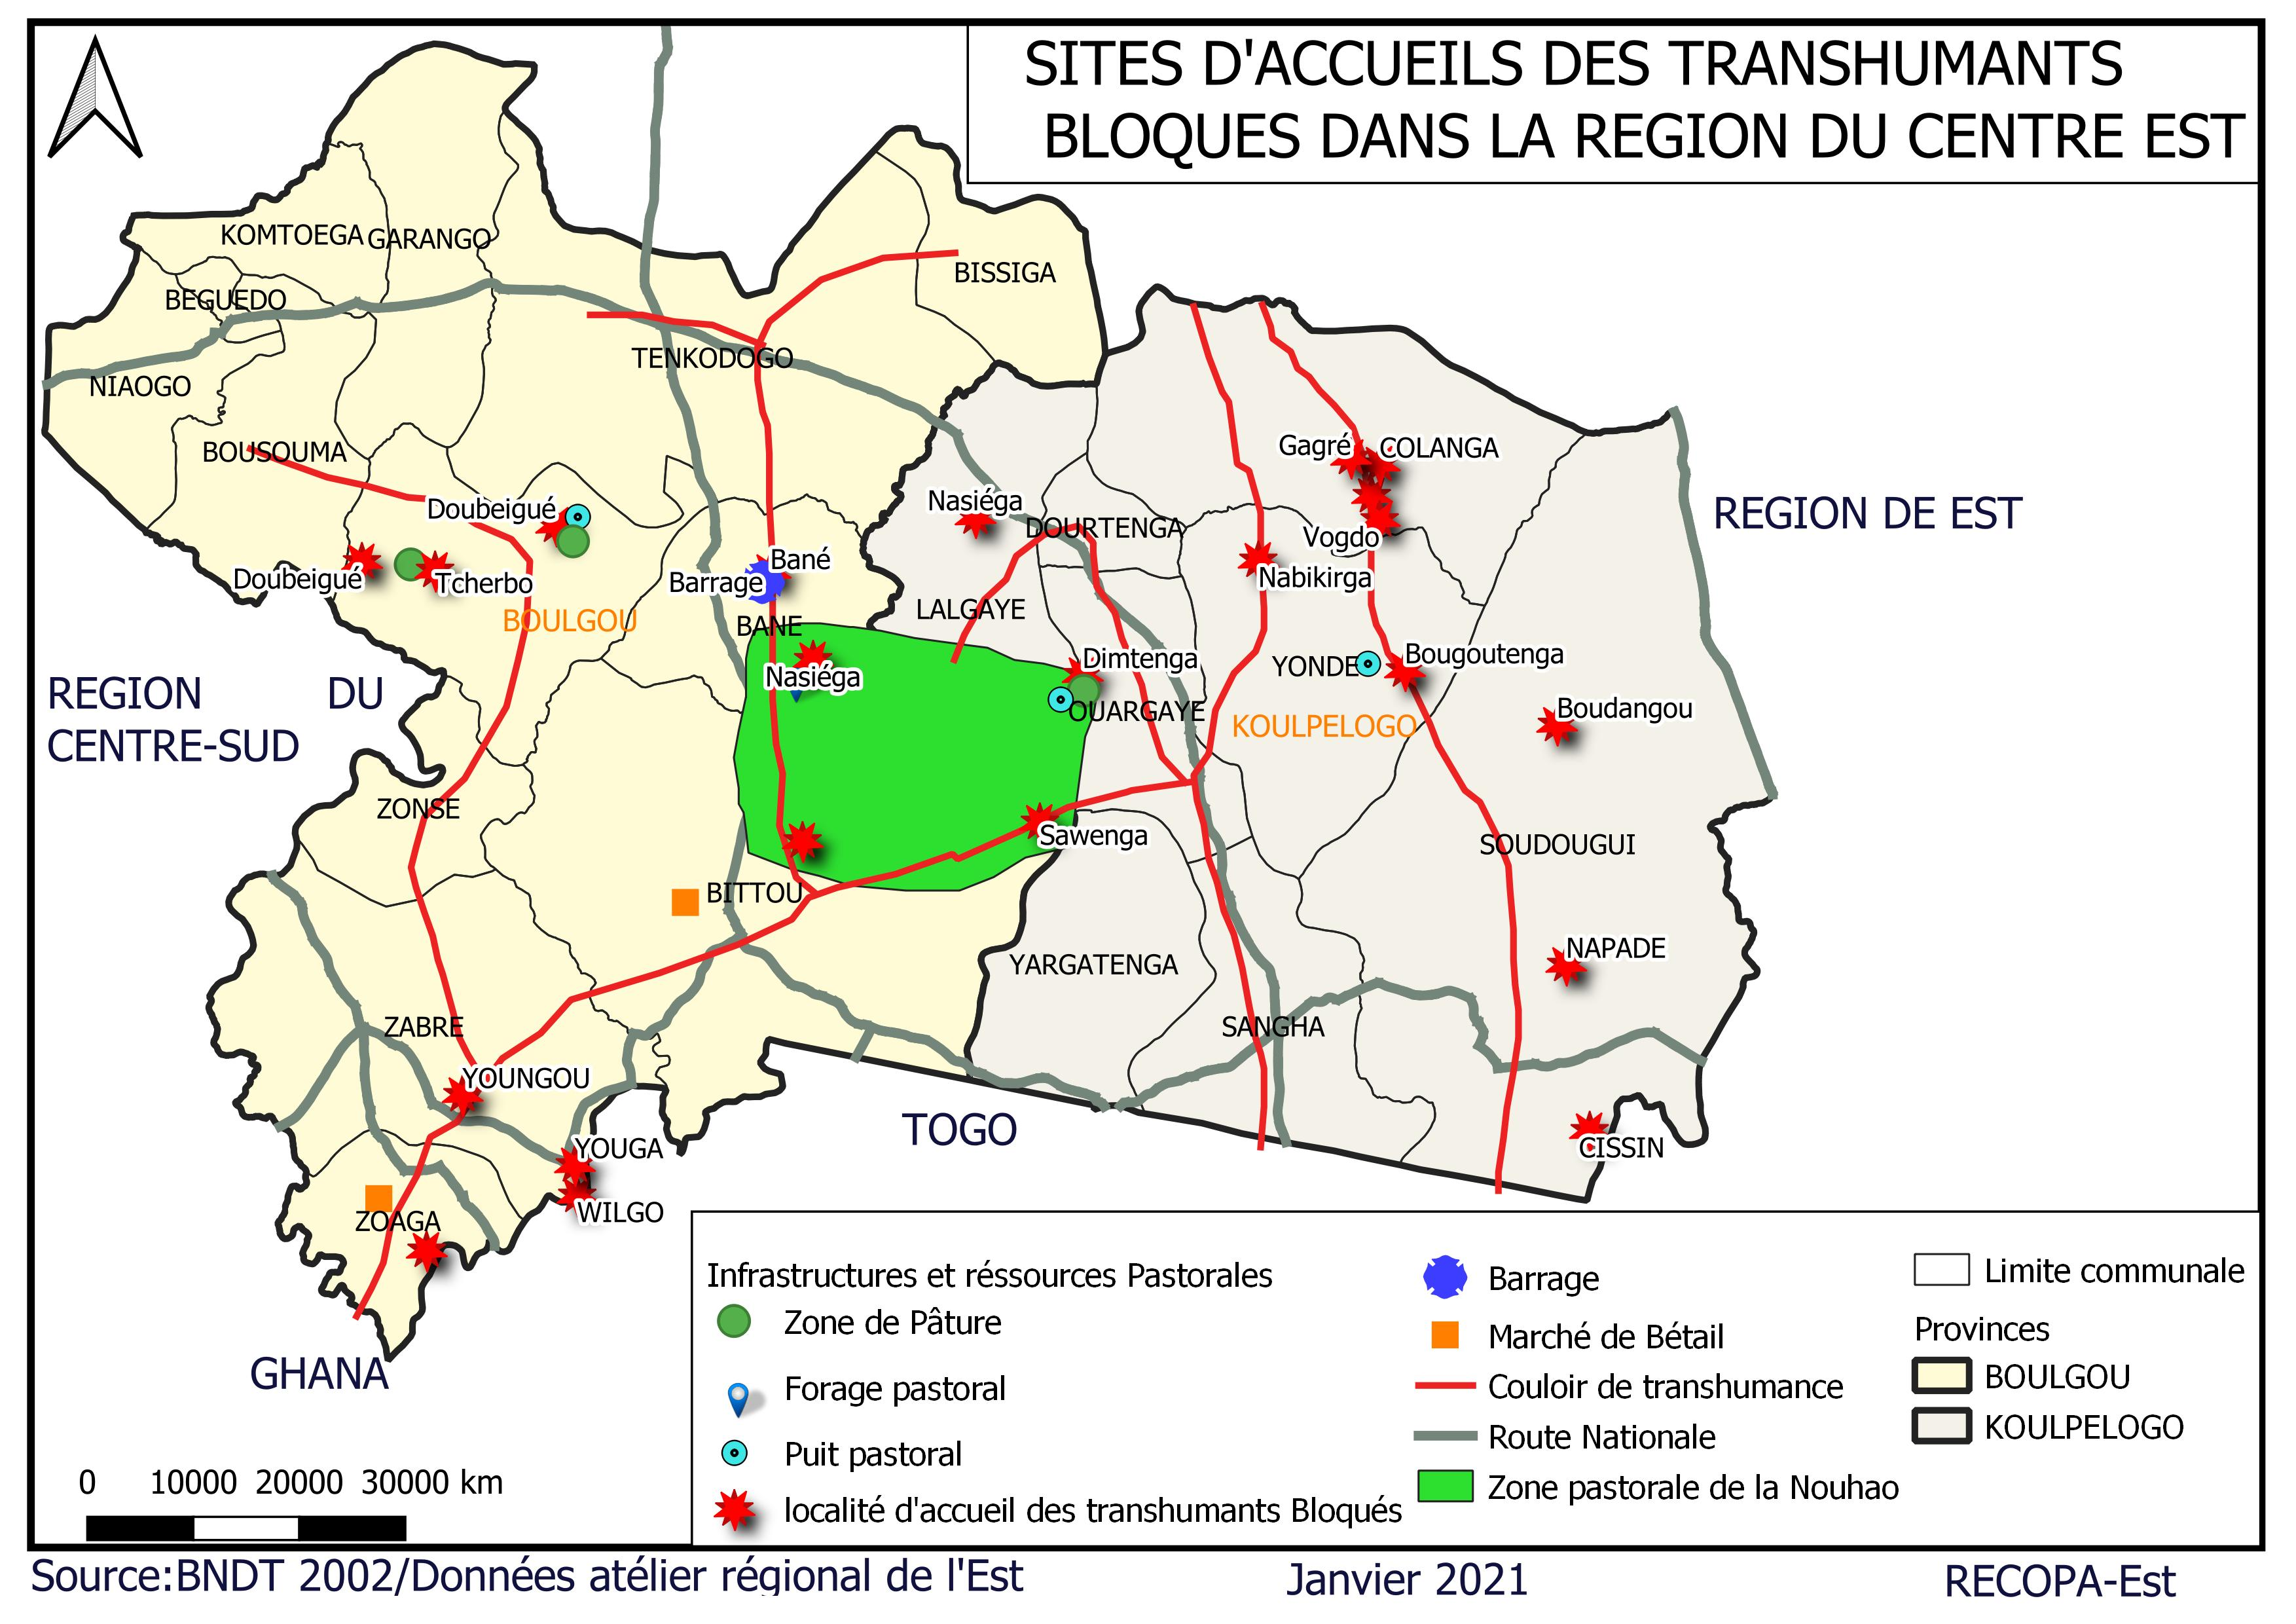 SITES D'ACCUEILS DES TRANSHUMANTS
BLOQUES DANS LA REGION DU CENTRE EST
KOMTOEGA
GARANGO
BISSIGA
BEGUEDO
TENKODOGO
NIAOGO
BOUSOUMA
Gagré
COLANGA
Nasiéga
Doubeigué
REGION DE EST
DOURTENGA
Vogdo
Bané
Barrage
Doubeigué
Tcherbo
Nabikirga
LALGAYE
BOULGOU
BANE
Dimtenga
YONDE
Bougoutenga
Nasiéga
REGION DU
CENTRE-SUD
OUARGAYE
Boudangou
KOULPELOGO
ZONSE
Sawenga
SOUDOUGUI
BITTOU
NAPADE
YARGATENGA
ZABRE
SANGHA
YOUNGOU
TOGO
YOUGA
CISSIN
WILGO
ZOAGA
GHANA
Infrastructures et réssources Pastorales
Zone de Pâture
Forage pastoral
Puit pastoral
localité d'accueil des transhumants Bloqués
Barrage
Marché de Bétail
Couloir de transhumance
Route Nationale
Zone pastorale de la Nouhao
Limite communale
Provinces
BOULGOU
KOULPELOGO
0 10000 20000 30000 km
Source:BNDT 2002/Données atélier régional de l'Est
Janvier 2021
RECOPA-Est